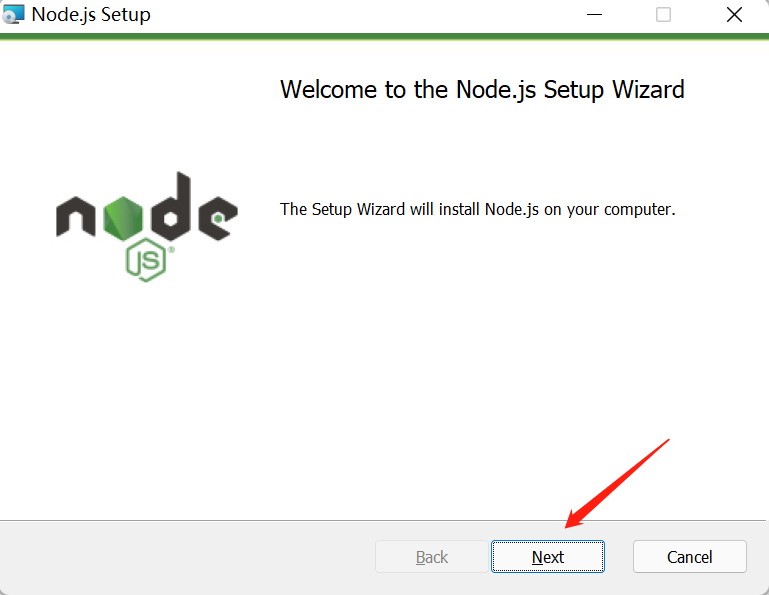 Node.js Setup
Welcome to the Node.js Setup Wizard
node
JS®
The Setup Wizard will install Node.js on your computer.
Back
Next
Cancel